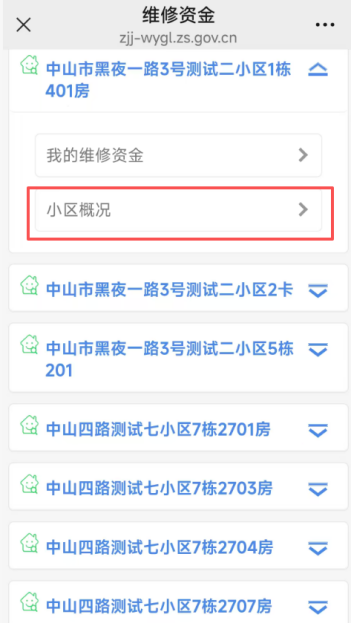 维修资金
zjj-wygl.zs.gov.cn
中山市黑夜一路3号测试二小区1栋
401房
我的维修资金
小区概况
中山市黑夜一路3号测试二小区2卡
中山市黑夜一路3号测试二小区5栋
201
中山四路测试七小区7栋2701房
中山四路测试七小区7栋2703房
中山四路测试七小区7栋2704房
中山四路测试七小区7栋2707房